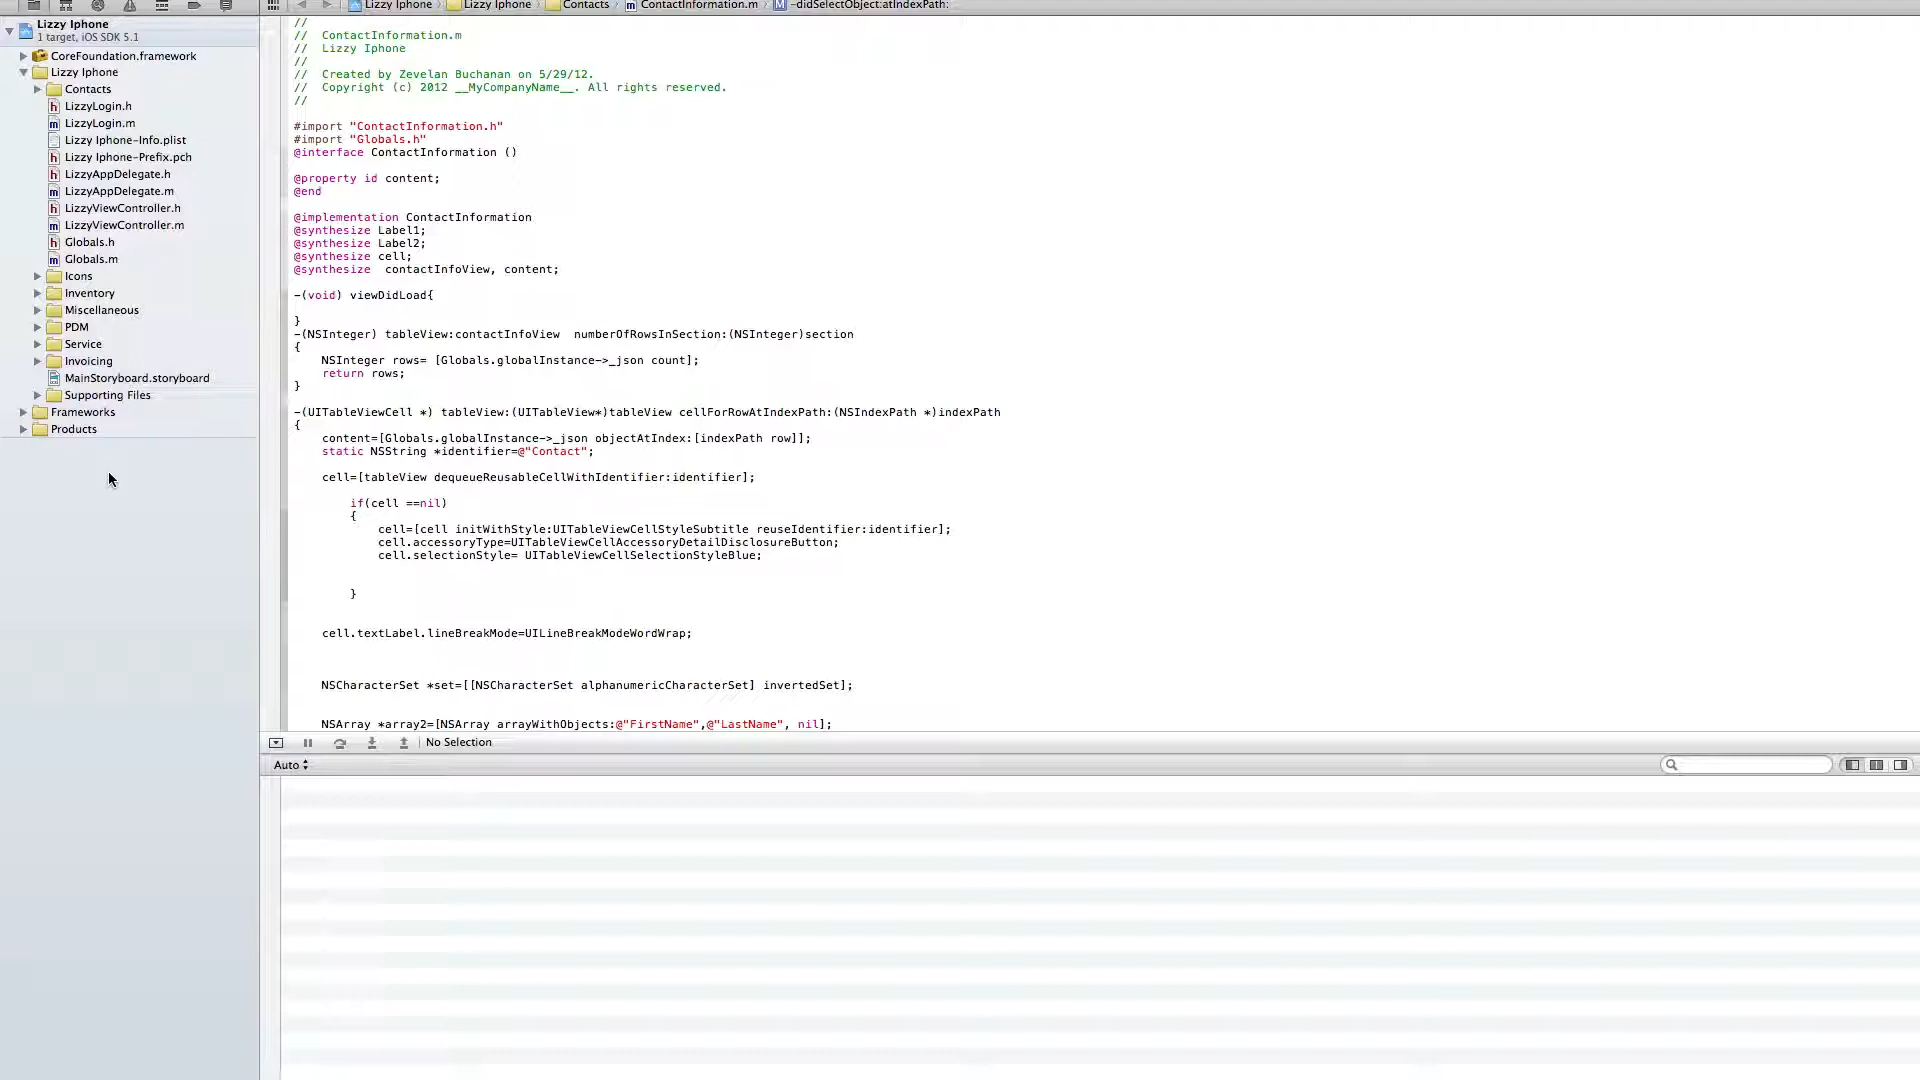 Lizzy Iphone
1 target, iOS SDK 5.1
CoreFoundation.framework
Lizzy Iphone
Contacts
LizzyLogin.h
LizzyLogin.m
Lizzy Iphone-Info.plist
Lizzy Iphone-Prefix.pch
LizzyAppDelegate.h
LizzyAppDelegate.m
LizzyViewController.h
LizzyViewController.m
Globals.h
Globals.m
Icons
Inventory
Miscellaneous
PDM
Service
Invoicing
MainStoryboard.storyboard
Supporting Files
Frameworks
Products
Lizzy Iphone Lizzy Iphone Contacts ContactInformation.m -didSelectObject:atIndexPath:
//
//  ContactInformation.m
//  Lizzy Iphone
//
//  Created by Zevelan Buchanan on 5/29/12.
//  Copyright (c) 2012 __MyCompanyName__. All rights reserved.
//
#import "ContactInformation.h"
#import "Globals.h"
@interface ContactInformation ()
@property id content;
@end
@implementation ContactInformation
@synthesize Label1;
@synthesize Label2;
@synthesize cell;
@synthesize  contactInfoView, content;
-(void) viewDidLoad{
}
-(NSInteger) tableView:contactInfoView  numberOfRowsInSection:(NSInteger)section
{
    NSInteger rows= [Globals.globalInstance->_json count];
    return rows;
}
-(UITableViewCell *) tableView:(UITableView*)tableView cellForRowAtIndexPath:(NSIndexPath *)indexPath
{
    content=[Globals.globalInstance->_json objectAtIndex:[indexPath row]];
    static NSString *identifier=@"Contact";
    cell=[tableView dequeueReusableCellWithIdentifier:identifier];
        if(cell ==nil)
        {
            cell=[cell initWithStyle:UITableViewCellStyleSubtitle reuseIdentifier:identifier];
            cell.accessoryType=UITableViewCellAccessoryDetailDisclosureButton;
            cell.selectionStyle= UITableViewCellSelectionStyleBlue;
        }
    cell.textLabel.lineBreakMode=UILineBreakModeWordWrap;
    NSCharacterSet *set=[[NSCharacterSet alphanumericCharacterSet] invertedSet];
    NSArray *array2=[NSArray arrayWithObjects:@"FirstName",@"LastName", nil];
No Selection
Auto